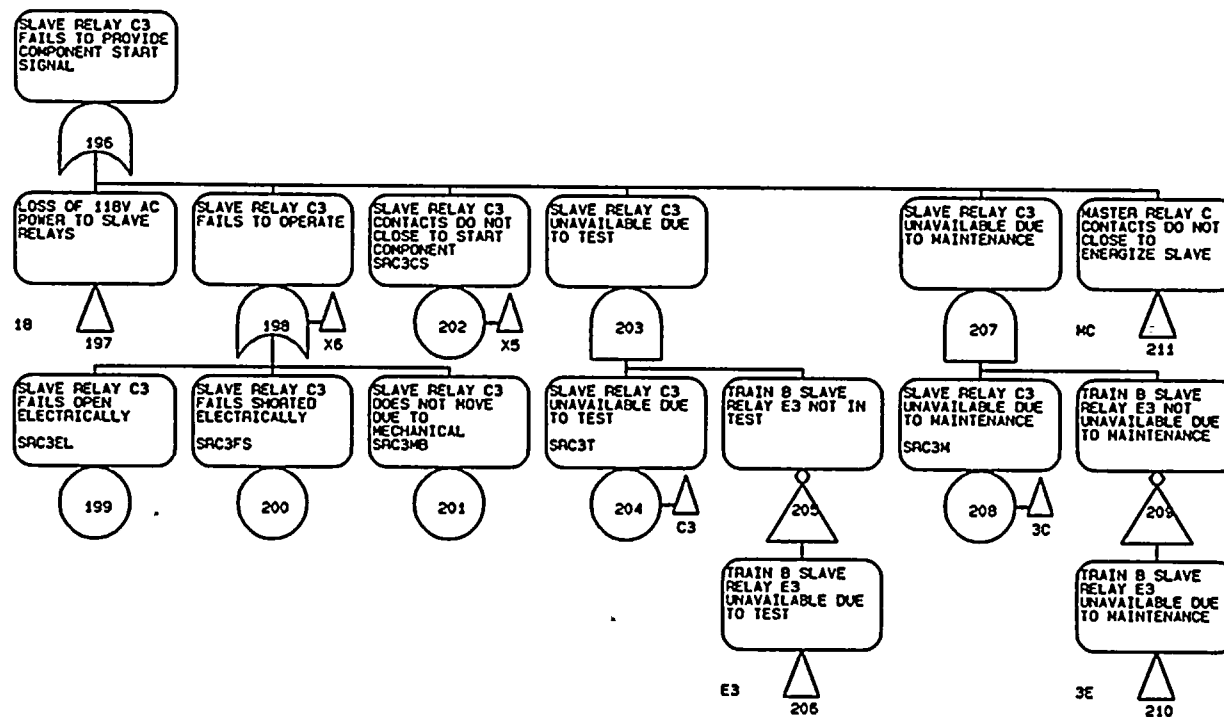 SLAVE RELAY C3
FAILS TO PROVIDE
COMPONENT START
SIGNAL
196
LOSS OF 118V AC
POWER TO SLAVE
RELAYS
18
197
SLAVE RELAY C3
FAILS TO OPERATE
198
X6
SLAVE RELAY C3
CONTACTS DO NOT
CLOSE TO START
COMPONENT
SRC3CS
202
X5
SLAVE RELAY C3
UNAVAILABLE DUE
TO TEST
203
SLAVE RELAY C3
UNAVAILABLE DUE
TO MAINTENANCE
207
MASTER RELAY C
CONTACTS DO NOT
CLOSE TO
ENERGIZE SLAVE
MC
211
SLAVE RELAY C3
FAILS OPEN
ELECTRICALLY
SRC3EL
199
SLAVE RELAY C3
FAILS SHORTED
ELECTRICALLY
SRC3FS
200
SLAVE RELAY C3
DOES NOT MOVE
DUE TO
MECHANICAL
SRC3MB
201
SLAVE RELAY C3
UNAVAILABLE DUE
TO TEST
SRC3T
204
C3
TRAIN B SLAVE
RELAY E3 NOT IN
TEST
205
SLAVE RELAY C3
UNAVAILABLE DUE
TO MAINTENANCE
SRC3M
208
3C
TRAIN B SLAVE
RELAY E3 NOT
UNAVAILABLE DUE
TO MAINTENANCE
209
TRAIN B SLAVE
RELAY E3
UNAVAILABLE DUE
TO TEST
E3
206
TRAIN B SLAVE
RELAY E3
UNAVAILABLE DUE
TO MAINTENANCE
3E
210